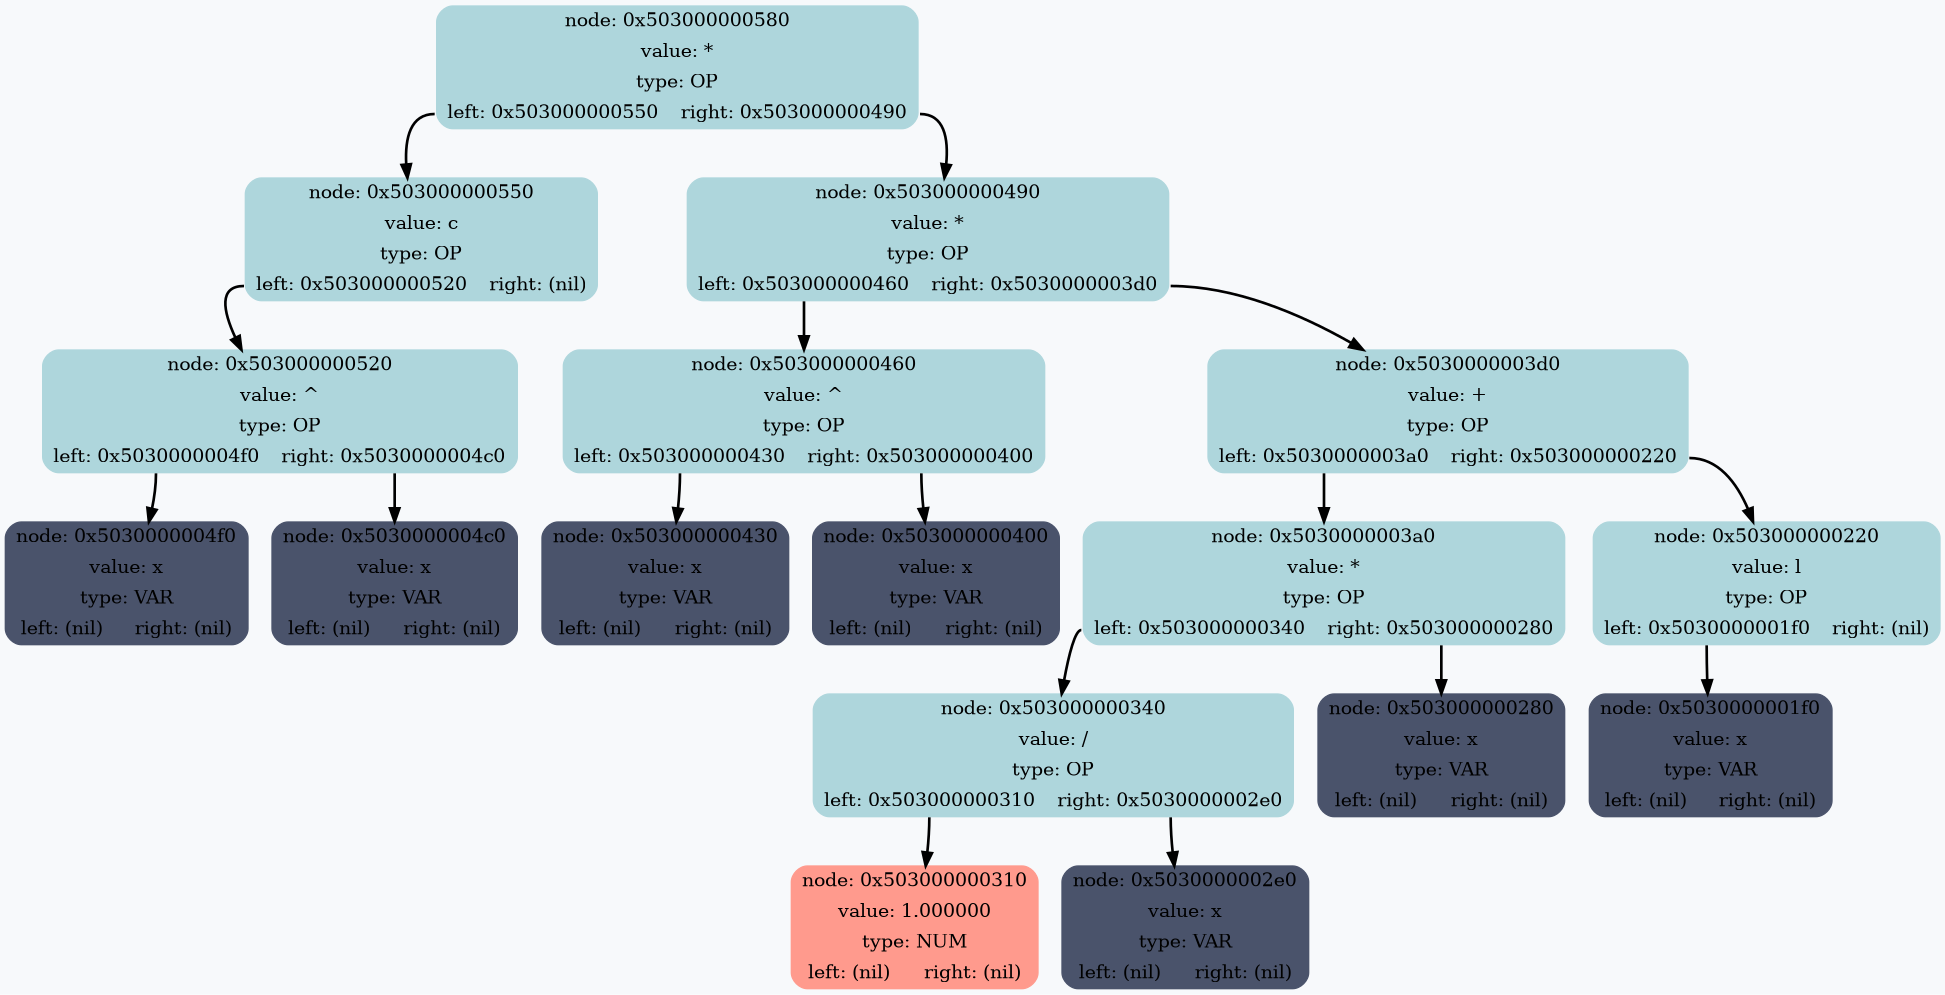 node: 0x503000000580
value: *
type: OP
left: 0x503000000550 right: 0x503000000490
node: 0x503000000550
value: c
type: OP
left: 0x503000000520 right: (nil)
node: 0x503000000490
value: *
type: OP
left: 0x503000000460 right: 0x5030000003d0
node: 0x503000000520
value: ^
type: OP
left: 0x5030000004f0 right: 0x5030000004c0
node: 0x503000000460
value: ^
type: OP
left: 0x503000000430 right: 0x503000000400
node: 0x5030000003d0
value: +
type: OP
left: 0x5030000003a0 right: 0x503000000220
node: 0x5030000004f0
value: x
type: VAR
left: (nil) right: (nil)
node: 0x5030000004c0
value: x
type: VAR
left: (nil) right: (nil)
node: 0x503000000430
value: x
type: VAR
left: (nil) right: (nil)
node: 0x503000000400
value: x
type: VAR
left: (nil) right: (nil)
node: 0x5030000003a0
value: *
type: OP
left: 0x503000000340 right: 0x503000000280
node: 0x503000000220
value: l
type: OP
left: 0x5030000001f0 right: (nil)
node: 0x503000000340
value: /
type: OP
left: 0x503000000310 right: 0x5030000002e0
node: 0x503000000280
value: x
type: VAR
left: (nil) right: (nil)
node: 0x5030000001f0
value: x
type: VAR
left: (nil) right: (nil)
node: 0x503000000310
value: 1.000000
type: NUM
left: (nil) right: (nil)
node: 0x5030000002e0
value: x
type: VAR
left: (nil) right: (nil)